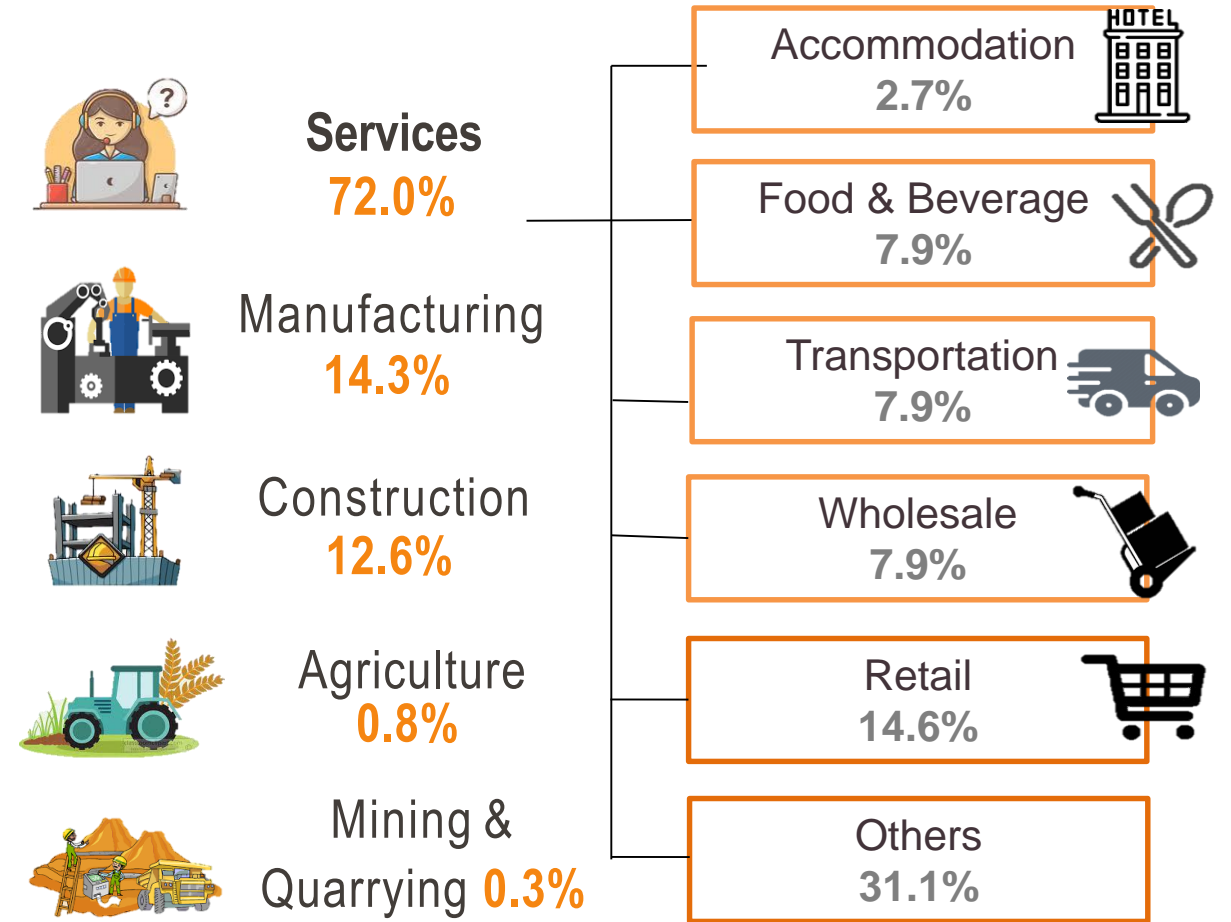 Services
72.0%
Manufacturing
14.3%
Construction
12.6%
Agriculture
0.8%
Mining &
Quarrying 0.3%
HOTEL
Accommodation
2.7%
Food & Beverage
7.9%
Transportation
7.9%
Wholesale
7.9%
Retail
14.6%
Others
31.1%
?